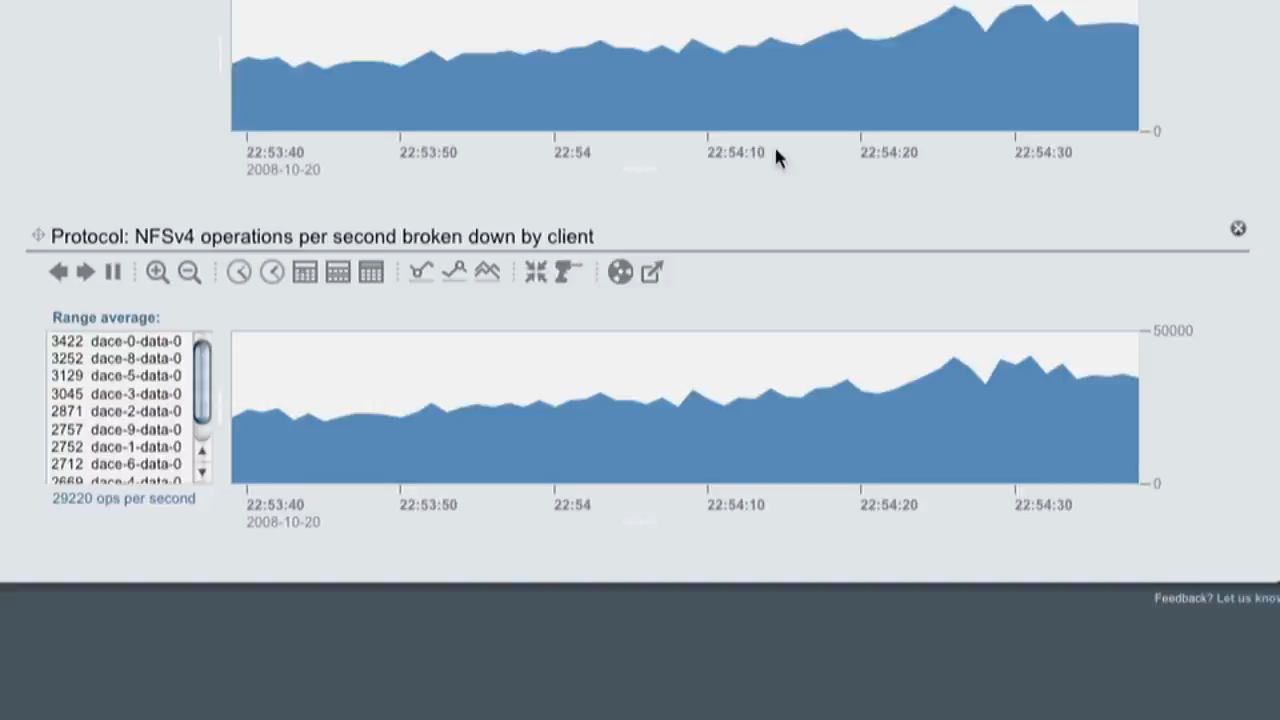 0
22:53:40 22:53:50 22:54 22:54:10 22:54:20 22:54:30
2008-10-20
Protocol: NFSv4 operations per second broken down by client
Range average:
50000
3422 dace-0-data-0
3252 dace-8-data-0
3129 dace-5-data-0
3045 dace-3-data-0
2871 dace-2-data-0
2757 dace-9-data-0
2752 dace-1-data-0
2712 dace-6-data-0
2669 dace-4-data-0
0
29220 ops per second
22:53:40 22:53:50 22:54 22:54:10 22:54:20 22:54:30
2008-10-20
Feedback? Let us know